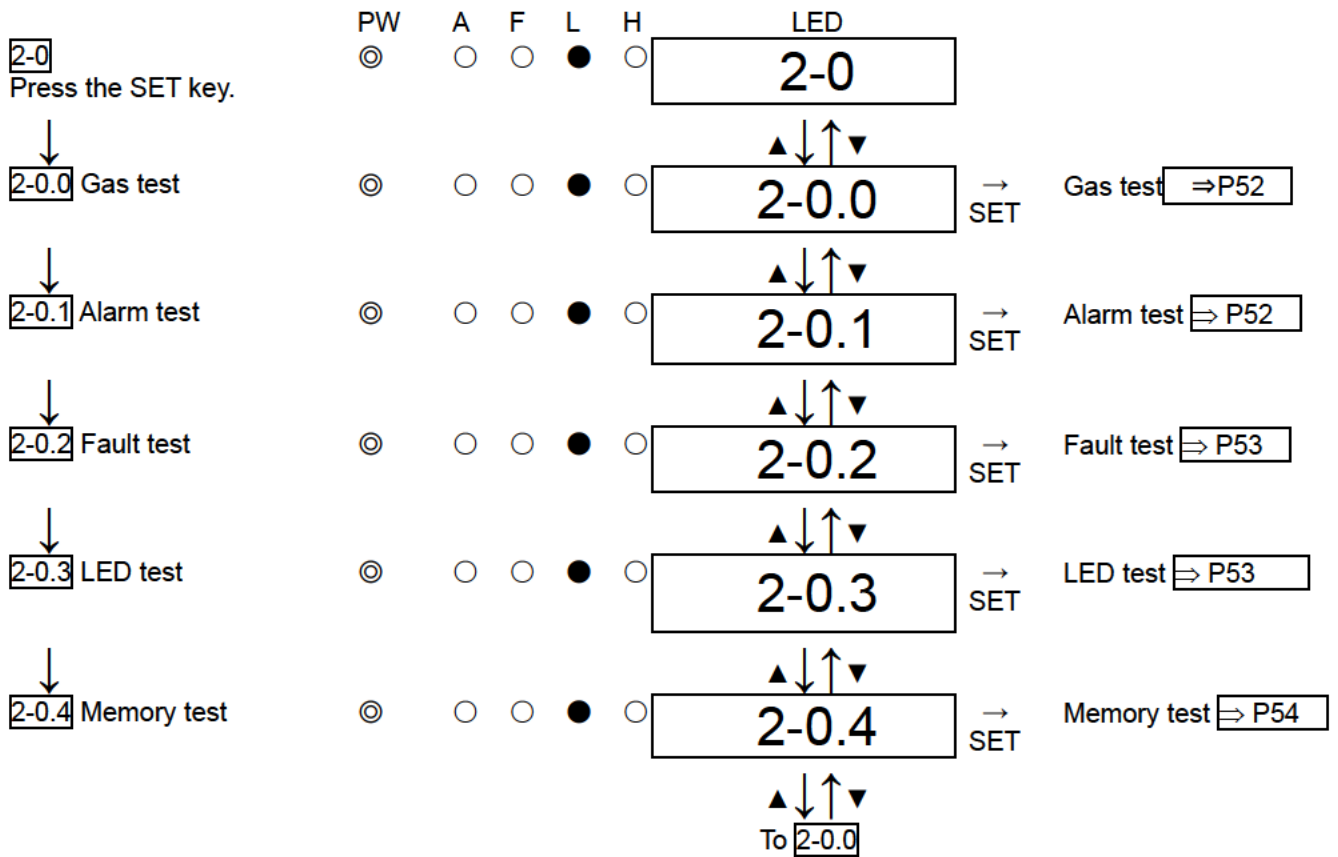 PW A F L H LED
2-0 ◎ ○ ○ ● ○ 2-0
Press the SET key.
↓ ▲↓↑▼
2-0.0 Gas test ◎ ○ ○ ● ○ 2-0.0 → SET Gas test ⇒P52
↓ ▲↓↑▼
2-0.1 Alarm test ◎ ○ ○ ● ○ 2-0.1 → SET Alarm test ⇒ P52
↓ ▲↓↑▼
2-0.2 Fault test ◎ ○ ○ ● ○ 2-0.2 → SET Fault test ⇒ P53
↓ ▲↓↑▼
2-0.3 LED test ◎ ○ ○ ● ○ 2-0.3 → SET LED test ⇒ P53
↓ ▲↓↑▼
2-0.4 Memory test ◎ ○ ○ ● ○ 2-0.4 → SET Memory test ⇒ P54
▲↓↑▼
To 2-0.0